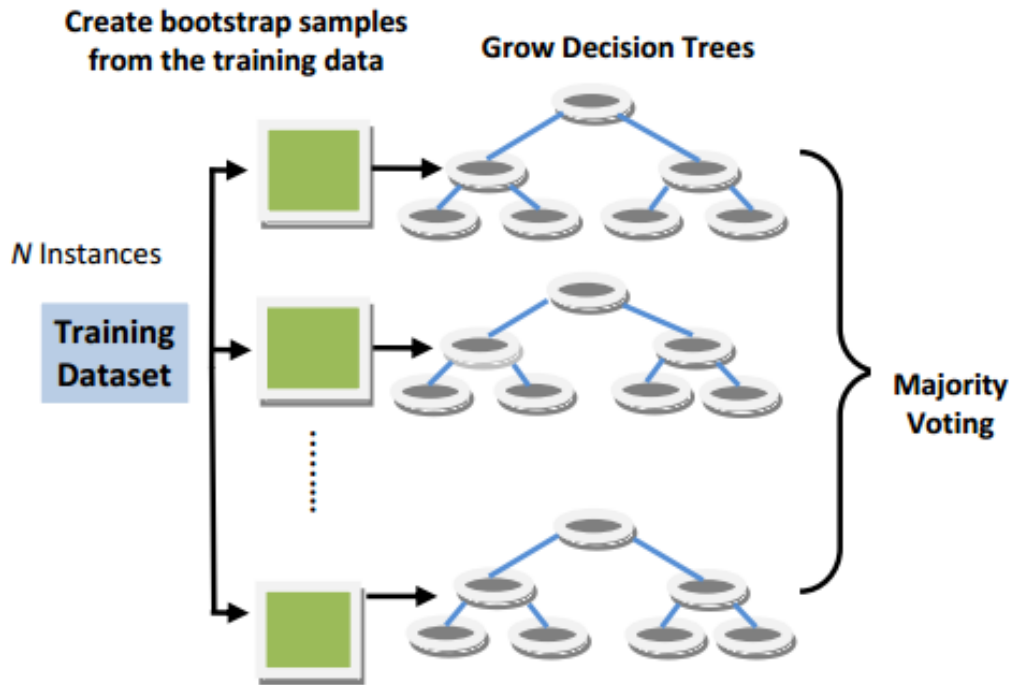 Create bootstrap samples
from the training data
Grow Decision Trees
N Instances
Training
Dataset
Majority
Voting